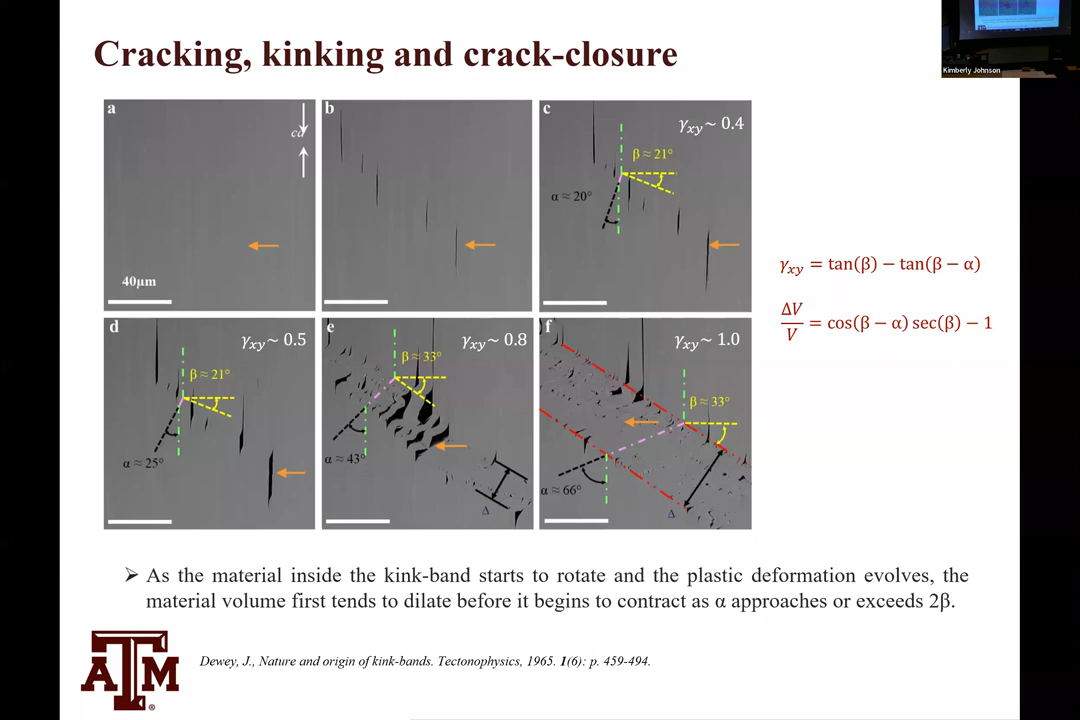 Kimberly Johnson
Cracking, kinking and crack-closure
a
b
c
γxy~ 0.4
β ≈ 21°
α ≈ 20°
40μm
d
γxy~ 0.5
β ≈ 21°
α ≈ 25°
e
γxy~ 0.8
β ≈ 33°
α ≈ 43°
Δ
f
γxy~ 1.0
β ≈ 33°
α ≈ 66°
Δ
γxy = tan(β) − tan(β − α)
ΔV/V = cos(β − α) sec(β) − 1
➢ As the material inside the kink-band starts to rotate and the plastic deformation evolves, the
material volume first tends to dilate before it begins to contract as α approaches or exceeds 2β.
Dewey, J., Nature and origin of kink-bands. Tectonophysics, 1965. 1(6): p. 459-494.
ATM
®